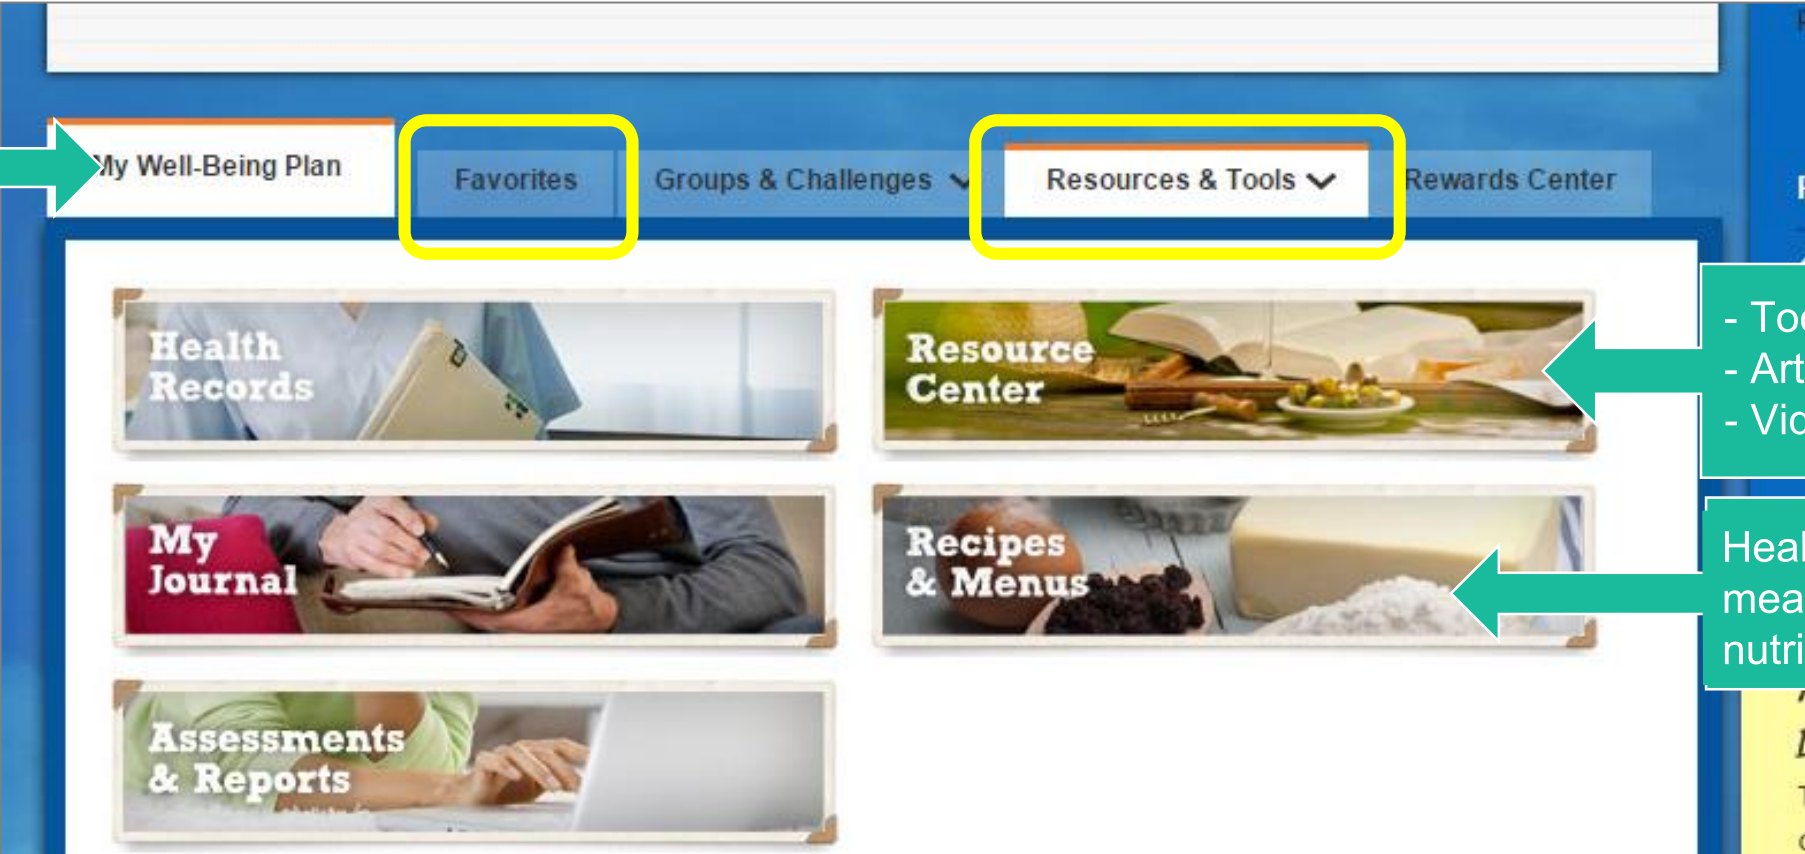 My Well-Being Plan
Favorites
Groups & Challenges
Resources & Tools
Rewards Center
Health
Records
Resource
Center
- 
- 
- 
My
Journal
Recipes
& Menus
Assessments
& Reports